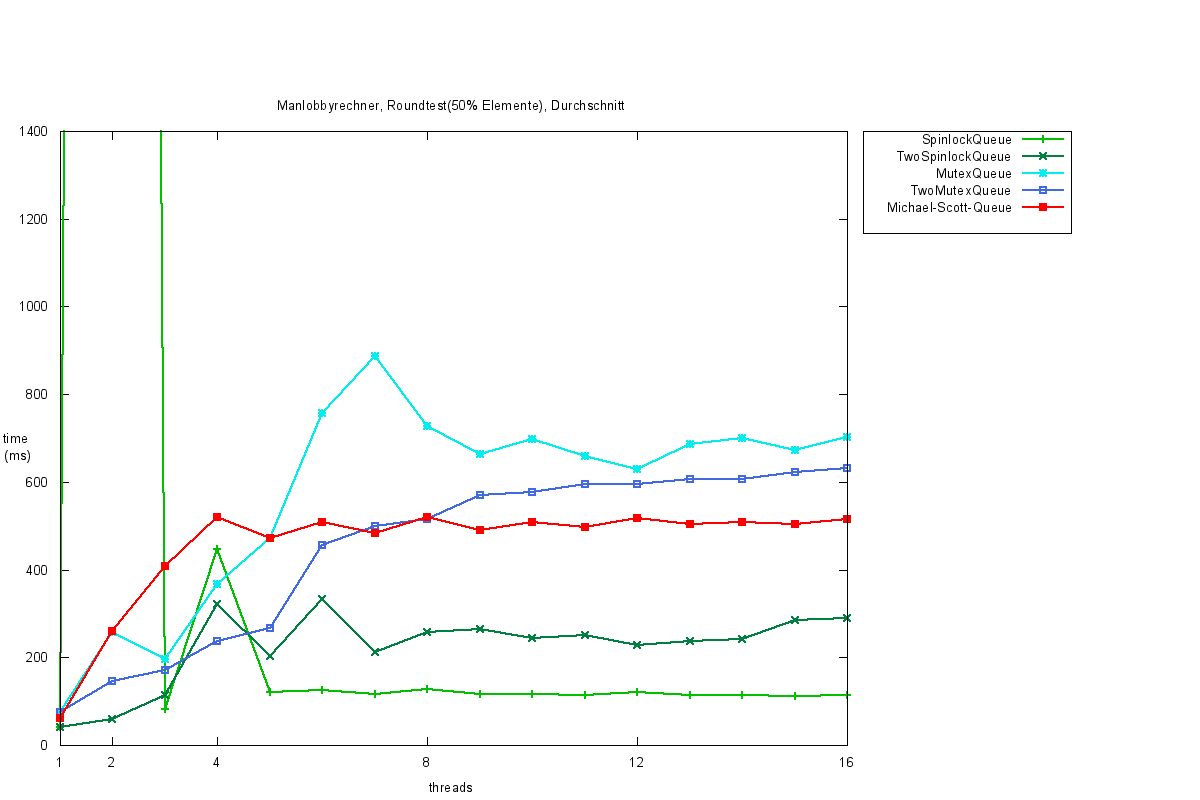 Manlobbyrechner, Roundtest(50% Elemente), Durchschnitt
1400
1200
1000
800
600
400
200
0
time
(ms)
1 2 4 8 12 16
threads
SpinlockQueue
TwoSpinlockQueue
MutexQueue
TwoMutexQueue
Michael-Scott-Queue